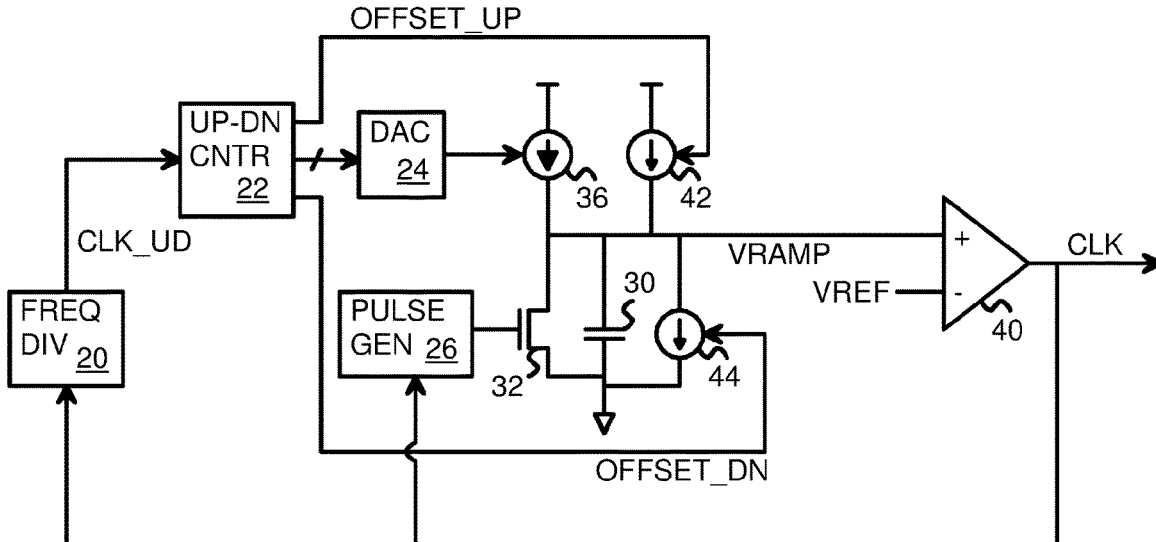 OFFSET_UP
UP-DN
CNTR
22
DAC
24
36
42
CLK_UD
VRAMP
CLK
VREF
+
-
40
FREQ
DIV 20
PULSE
GEN 26
30
32
44
OFFSET_DN